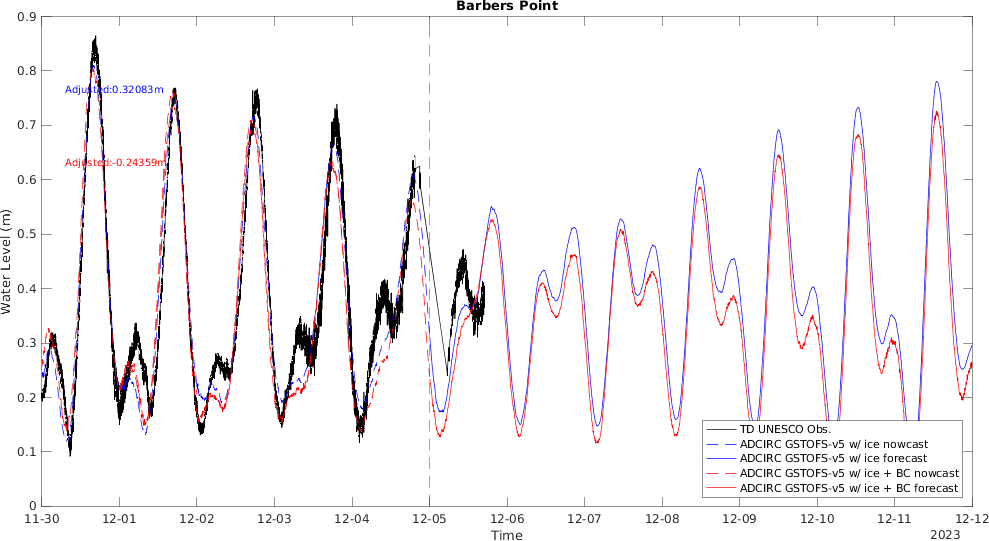 Barbers Point
Water Level (m)
0.9
0.8
0.7
0.6
0.5
0.4
0.3
0.2
0.1
0
Adjusted:0.32083m
Adjusted:-0.24359m
TD UNESCO Obs.
ADCIRC GSTOFS-v5 w/ ice nowcast
ADCIRC GSTOFS-v5 w/ ice forecast
ADCIRC GSTOFS-v5 w/ ice + BC nowcast
ADCIRC GSTOFS-v5 w/ ice + BC forecast
11-30 12-01 12-02 12-03 12-04 12-05 12-06 12-07 12-08 12-09 12-10 12-11 12-12
Time
2023